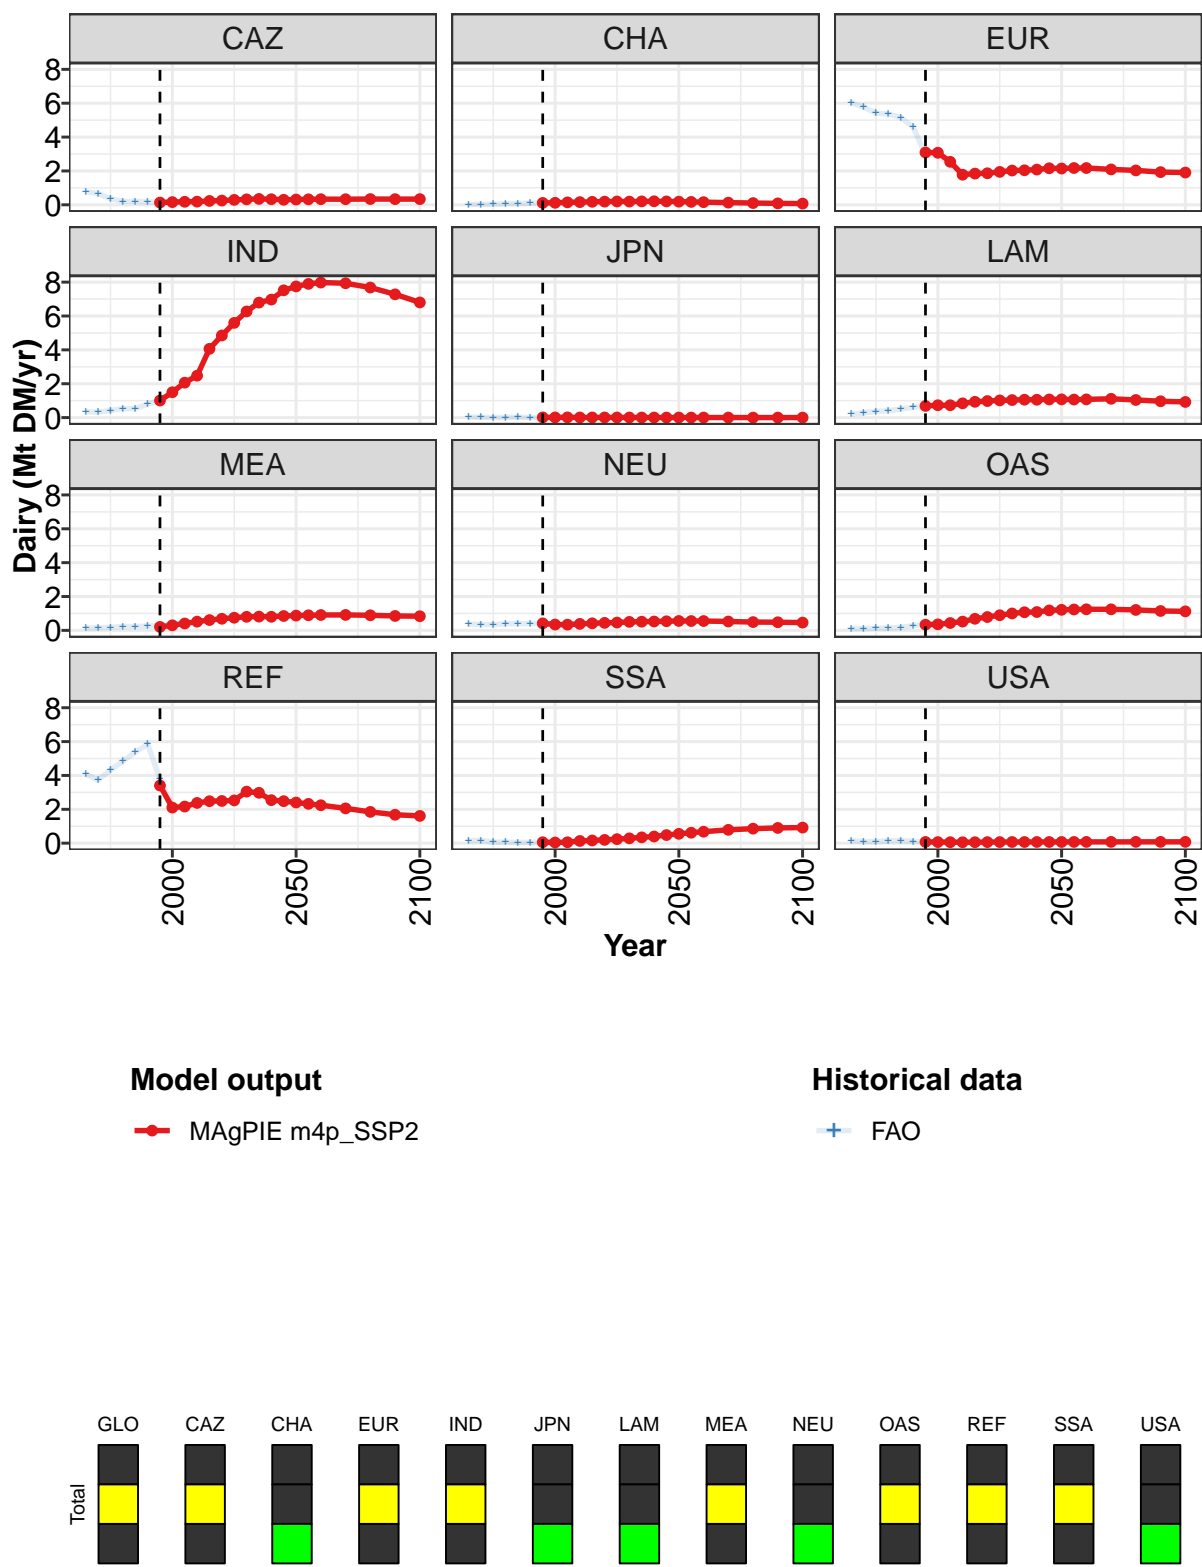 CAZ CHA EUR
8
6
4
2
0
IND JPN LAM
8
6
4
2
0
MEA NEU OAS
8
6
4
2
0
REF SSA USA
8
6
4
2
0
Dairy (Mt DM/yr)
2000 2050 2100 2000 2050 2100 2000 2050 2100
Year
Model output Historical data
MAgPIE m4p_SSP2 FAO
GLO CAZ CHA EUR IND JPN LAM MEA NEU OAS REF SSA USA
Total